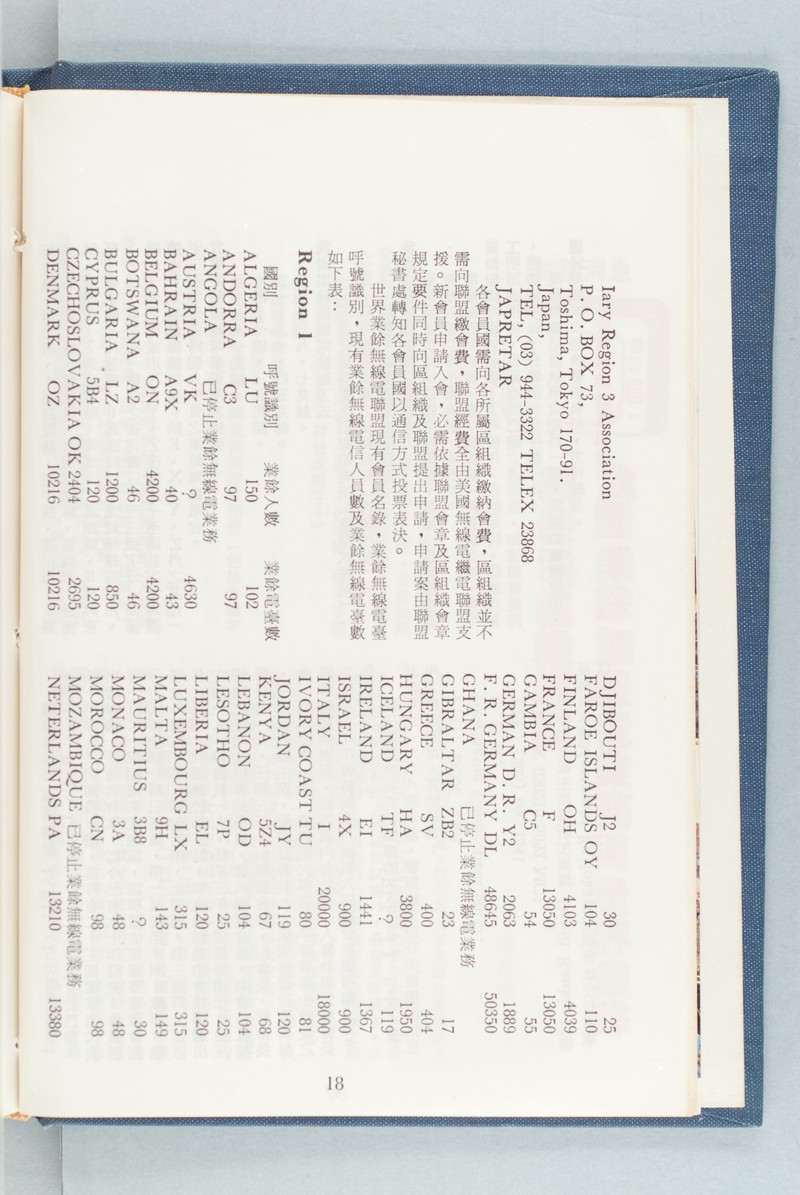 Iary Region 3 Association
P. O. BOX 73,
Toshima, Tokyo 170-91.
Japan,
TEL, (03) 944-3322 TELEX 23868
JAPRETAR
各會員國需向各所屬區組織繳納會費，區組織並不
需向聯盟繳會費，聯盟經費全由美國無線電繼電聯盟支
援。新會員申請入會，必需依據聯盟會章及區組織會章
規定要件同時向區組織及聯盟提出申請，申請案由聯盟
秘書處轉知各會員國以通信方式投票表決。
世界業餘無線電聯盟現有會員名錄，業餘無線電臺
呼號識別，現有業餘無線電信人員數及業餘無線電臺數
如下表：
Region 1
國別 呼號識別 業餘人數 業餘電臺數
ALGERIA LU 150 102
ANDORRA C3 97 97
ANGOLA 已停止業餘無線電業務
AUSTRIA VK ? 4630
BAHRAIN A9X 40 43
BELGIUM ON 4200 4200
BOTSWANA A2 46 46
BULGARIA LZ 1200 850
CYPRUS 5B4 120 120
CZECHOSLOVAKIA OK 2404 2695
DENMARK OZ 10216 10216
DJIBOUTI J2 30 25
FAROE ISLANDS OY 104 110
FINLAND OH 4103 4039
FRANCE F 13050 13050
GAMBIA C5 54 55
GERMAN D. R. Y2 2063 1889
F. R. GERMANY DL 48645 50350
GHANA 已停止業餘無線電業務
GIBRALTAR ZB2 23 17
GREECE SV 400 404
HUNGARY HA 3800 1950
ICELAND TF ? 119
IRELAND EI 1441 1367
ISRAEL 4X 900 900
ITALY I 20000 18000
IVORY COAST TU 80 81
JORDAN JY 119 120
KENYA 5Z4 67 68
LEBANON OD 104 104
LESOTHO 7P 25 25
LIBERIA EL 120 120
LUXEMBOURG LX 315 315
MALTA 9H 143 149
MAURITIUS 3B8 ? 30
MONACO 3A 48 48
MOROCCO CN 98 98
MOZAMBIQUE 已停止業餘無線電業務
NETERLANDS PA 13210 13380
18